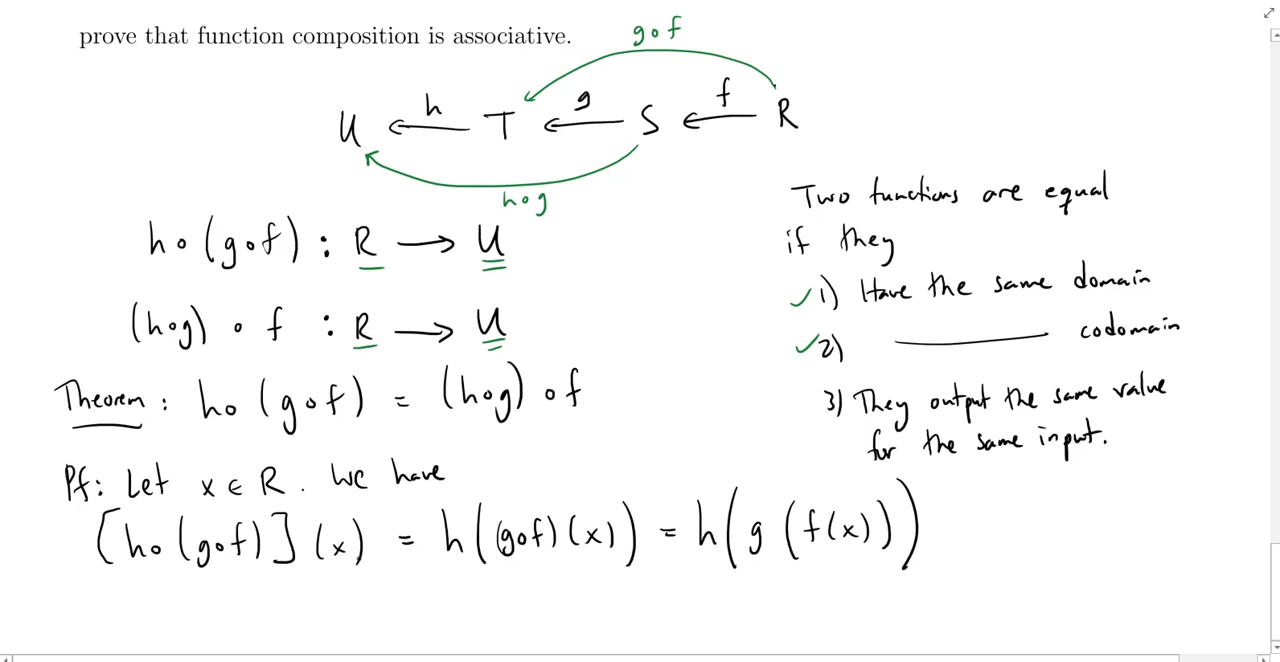 prove that function composition is associative.
g∘f
U ←h— T ←g— S ←f— R
h∘g
h∘(g∘f) : R ⟶ U
(h∘g) ∘ f : R ⟶ U
Theorem : h∘(g∘f) = (h∘g)∘f
Pf: Let x ∈ R. We have
[h∘(g∘f)](x) = h((g∘f)(x)) = h(g(f(x)))
Two functions are equal
if they
✓1) Have the same domain
✓2) ———— codomain
3) They output the same value
for the same input.